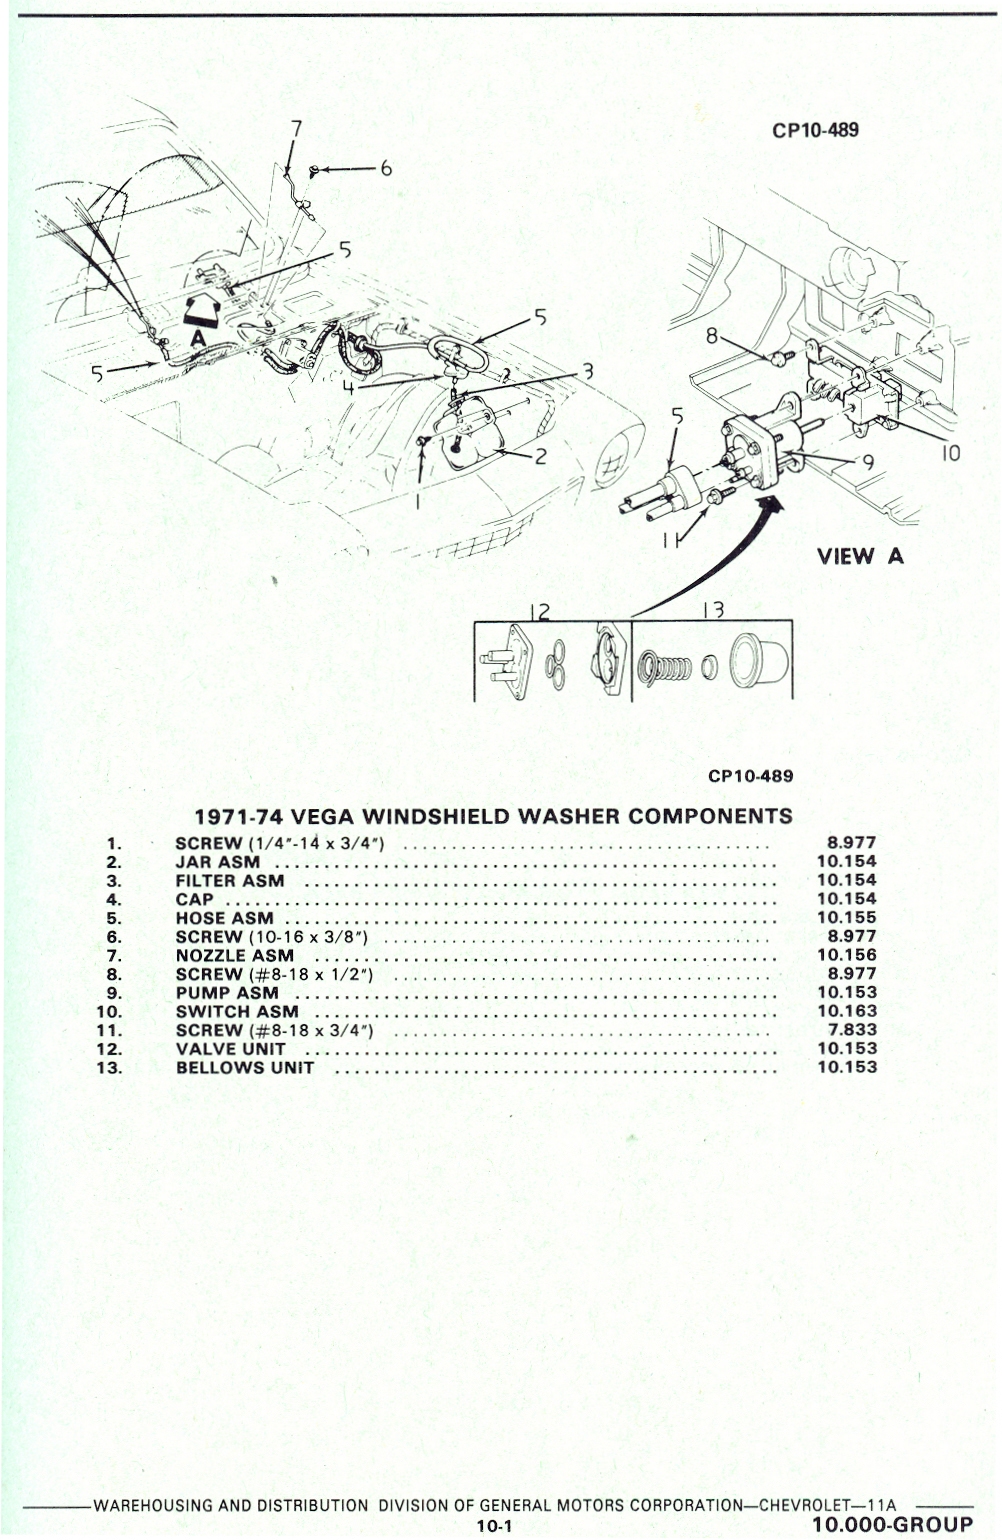 CP10-489
7
6
5
A
5
5
4
3
1
2
8
5
9
10
11
VIEW A
12
13
CP10-489
1971-74 VEGA WINDSHIELD WASHER COMPONENTS
1. SCREW (1/4"-14 x 3/4") ........................................ 8.977
2. JAR ASM ........................................ 10.154
3. FILTER ASM ........................................ 10.154
4. CAP ........................................ 10.154
5. HOSE ASM ........................................ 10.155
6. SCREW (10-16 x 3/8") ........................................ 8.977
7. NOZZLE ASM ........................................ 10.156
8. SCREW (#8-18 x 1/2") ........................................ 8.977
9. PUMP ASM ........................................ 10.153
10. SWITCH ASM ........................................ 10.163
11. SCREW (#8-18 x 3/4") ........................................ 7.833
12. VALVE UNIT ........................................ 10.153
13. BELLOWS UNIT ........................................ 10.153
WAREHOUSING AND DISTRIBUTION DIVISION OF GENERAL MOTORS CORPORATION—CHEVROLET—11A
10-1
10.000-GROUP